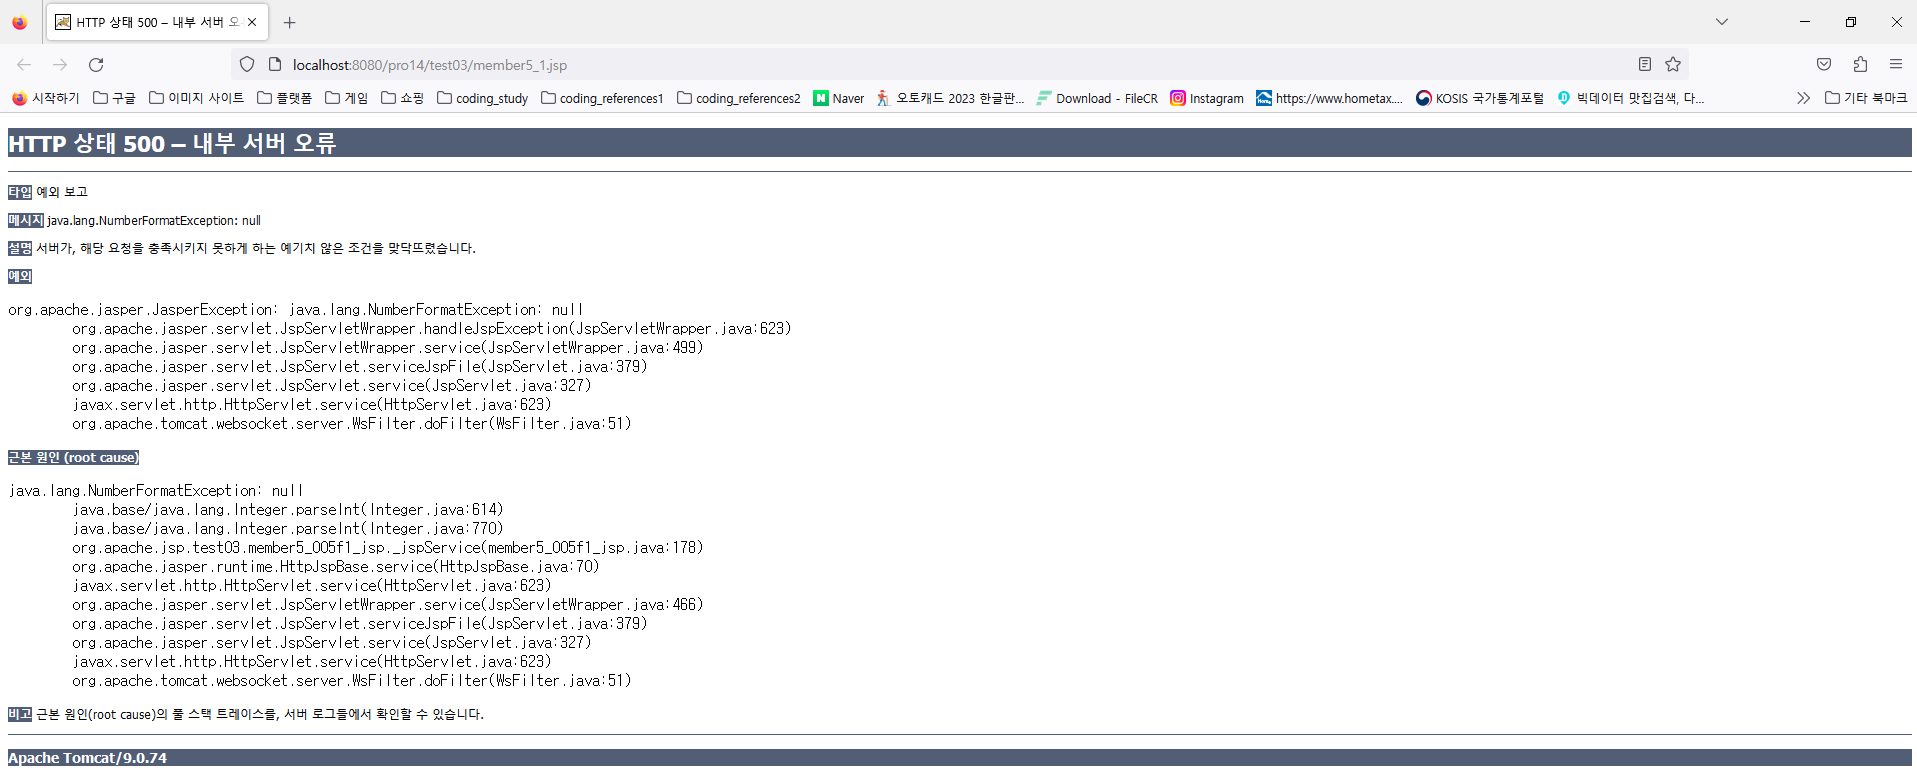 HTTP 상태 500 – 내부 서버 오
localhost:8080/pro14/test03/member5_1.jsp
시작하기 구글 이미지 사이트 플랫폼 게임 쇼핑 coding_study coding_references1 coding_references2 Naver 오토캐드 2023 한글판... Download - FileCR Instagram https://www.hometax.... KOSIS 국가통계포털 빅데이터 맛집검색, 다... 기타 북마크
HTTP 상태 500 – 내부 서버 오류
타입 예외 보고
메시지 java.lang.NumberFormatException: null
설명 서버가, 해당 요청을 충족시키지 못하게 하는 예기치 않은 조건을 맞닥뜨렸습니다.
예외
org.apache.jasper.JasperException: java.lang.NumberFormatException: null
org.apache.jasper.servlet.JspServletWrapper.handleJspException(JspServletWrapper.java:623)
org.apache.jasper.servlet.JspServletWrapper.service(JspServletWrapper.java:499)
org.apache.jasper.servlet.JspServlet.serviceJspFile(JspServlet.java:379)
org.apache.jasper.servlet.JspServlet.service(JspServlet.java:327)
javax.servlet.http.HttpServlet.service(HttpServlet.java:623)
org.apache.tomcat.websocket.server.WsFilter.doFilter(WsFilter.java:51)
근본 원인 (root cause)
java.lang.NumberFormatException: null
java.base/java.lang.Integer.parseInt(Integer.java:614)
java.base/java.lang.Integer.parseInt(Integer.java:770)
org.apache.jsp.test03.member5_005f1_jsp._jspService(member5_005f1_jsp.java:178)
org.apache.jasper.runtime.HttpJspBase.service(HttpJspBase.java:70)
javax.servlet.http.HttpServlet.service(HttpServlet.java:623)
org.apache.jasper.servlet.JspServletWrapper.service(JspServletWrapper.java:466)
org.apache.jasper.servlet.JspServlet.serviceJspFile(JspServlet.java:379)
org.apache.jasper.servlet.JspServlet.service(JspServlet.java:327)
javax.servlet.http.HttpServlet.service(HttpServlet.java:623)
org.apache.tomcat.websocket.server.WsFilter.doFilter(WsFilter.java:51)
비고 근본 원인(root cause)의 풀 스택 트레이스를, 서버 로그들에서 확인할 수 있습니다.
Apache Tomcat/9.0.74